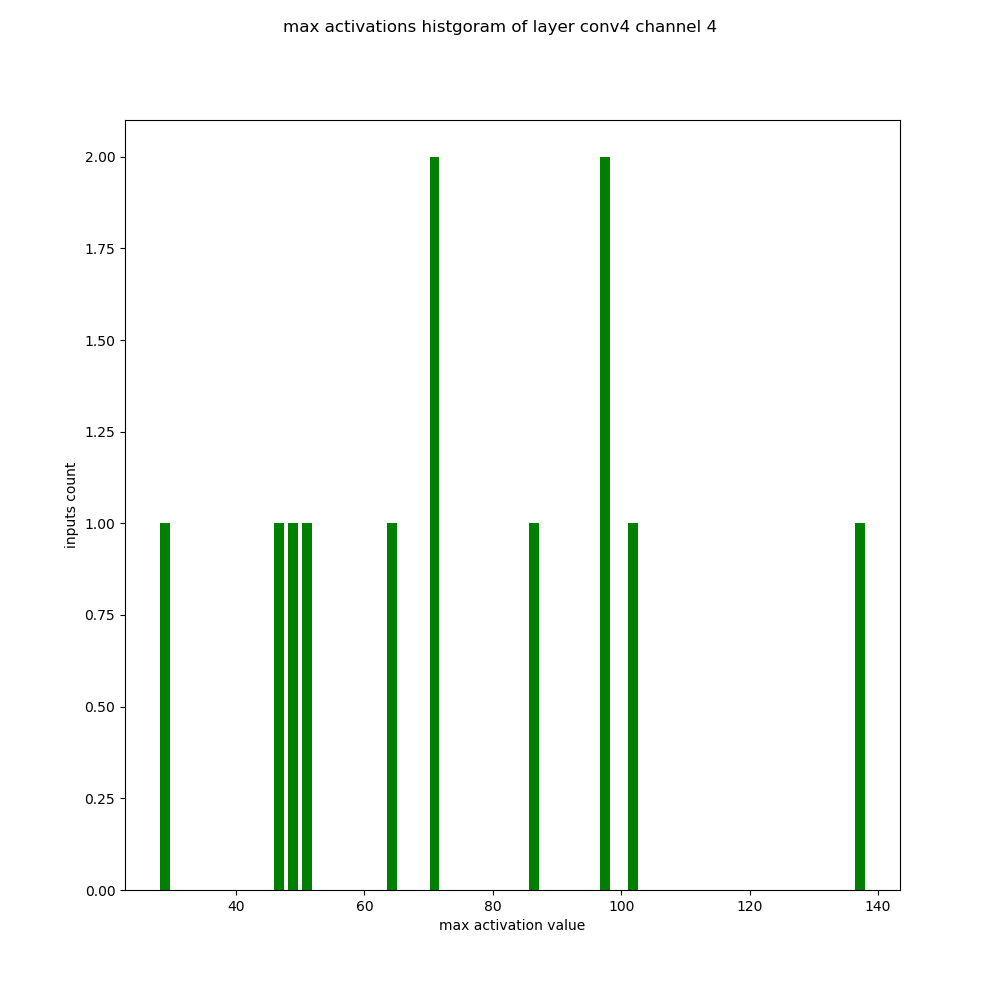 max activations histgoram of layer conv4 channel 4
2.00
1.75
1.50
1.25
1.00
0.75
0.50
0.25
0.00
inputs count
40 60 80 100 120 140
max activation value